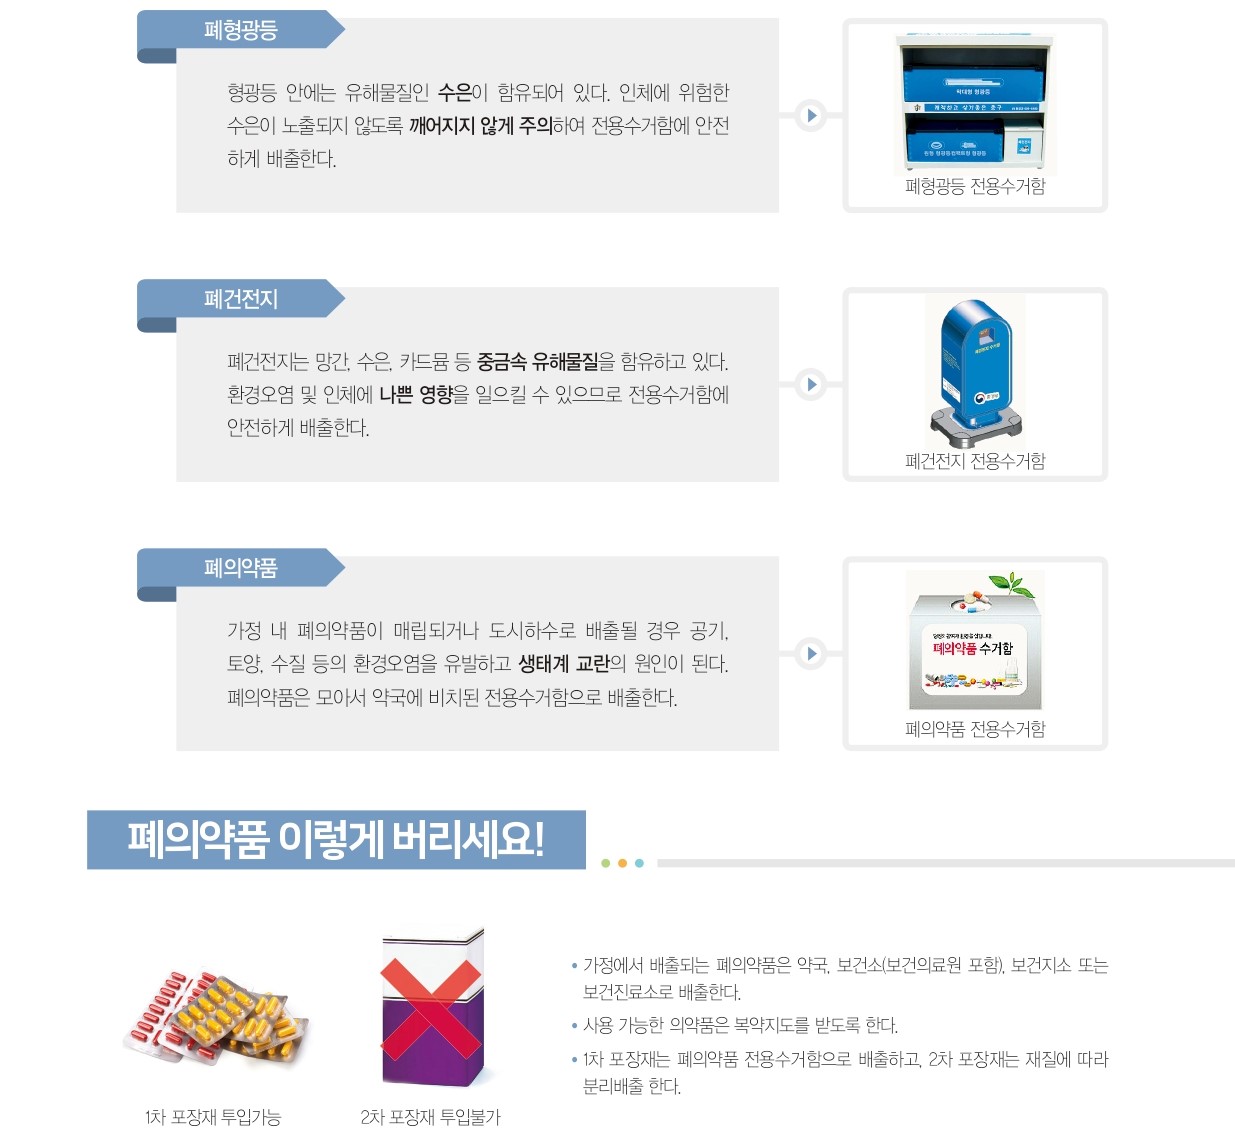 폐형광등
형광등 안에는 유해물질인 수은이 함유되어 있다. 인체에 위험한
수은이 노출되지 않도록 깨어지지 않게 주의하여 전용수거함에 안전
하게 배출한다.
막대형 형광등
폐형광등 전용수거함
폐건전지
폐건전지는 망간, 수은, 카드뮴 등 중금속 유해물질을 함유하고 있다.
환경오염 및 인체에 나쁜 영향을 일으킬 수 있으므로 전용수거함에
안전하게 배출한다.
폐건전지 전용수거함
폐의약품
가정 내 폐의약품이 매립되거나 도시하수로 배출될 경우 공기,
토양, 수질 등의 환경오염을 유발하고 생태계 교란의 원인이 된다.
폐의약품은 모아서 약국에 비치된 전용수거함으로 배출한다.
폐의약품 수거함
폐의약품 전용수거함
폐의약품 이렇게 버리세요!
• 가정에서 배출되는 폐의약품은 약국, 보건소(보건의료원 포함), 보건지소 또는
보건진료소로 배출한다.
• 사용 가능한 의약품은 복약지도를 받도록 한다.
• 1차 포장재는 폐의약품 전용수거함으로 배출하고, 2차 포장재는 재질에 따라
분리배출 한다.
1차 포장재 투입가능
2차 포장재 투입불가